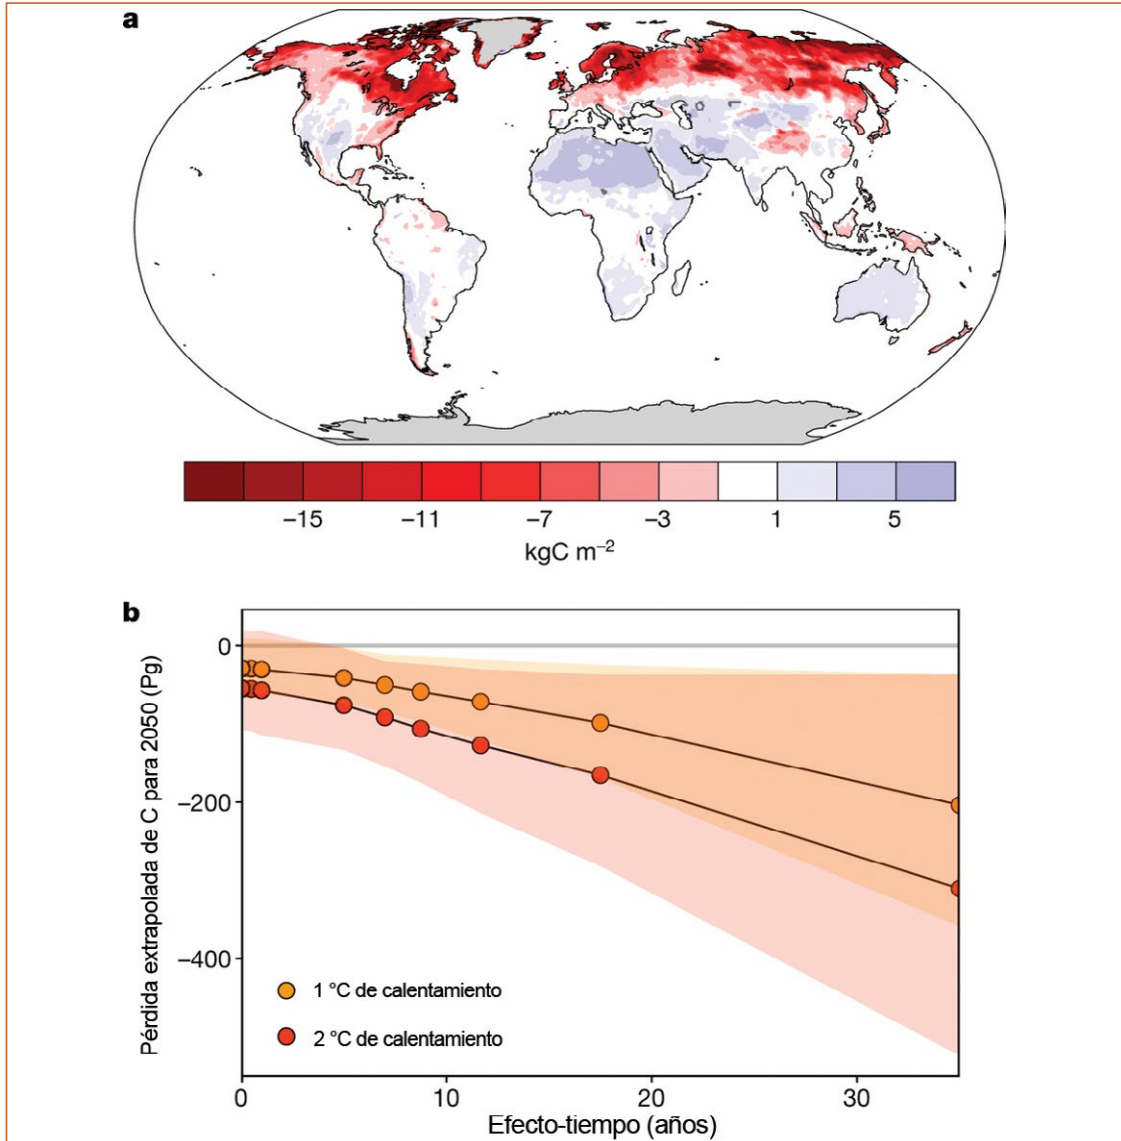 a
−15 −11 −7 −3 1 5
kgC m⁻²
b
Pérdida extrapolada de C para 2050 (Pg)
0
−200
−400
1 °C de calentamiento
2 °C de calentamiento
0 10 20 30
Efecto-tiempo (años)